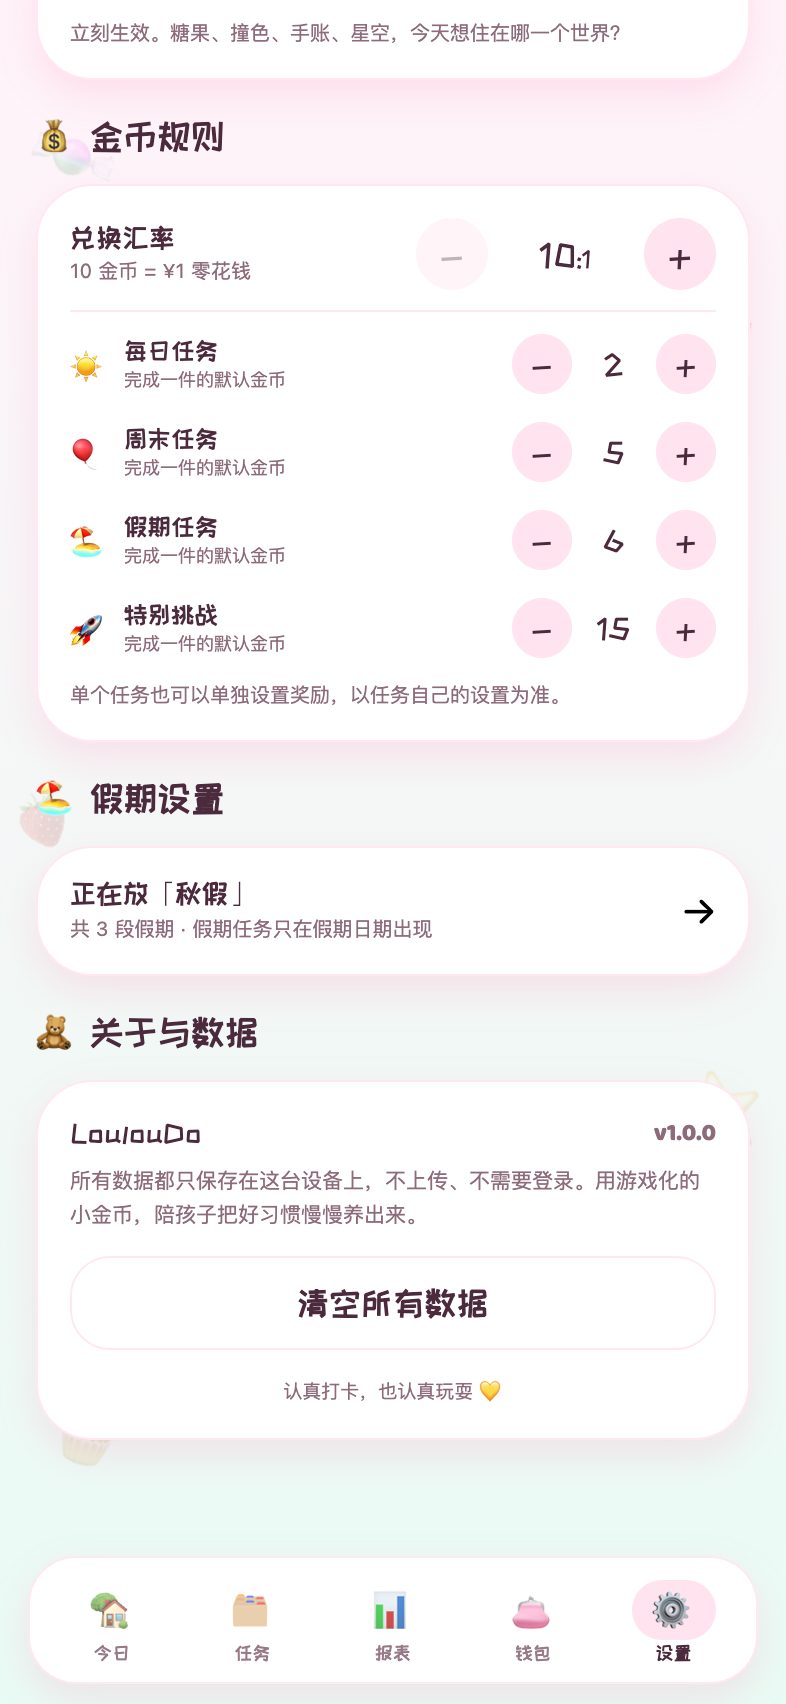 立刻生效。糖果、撞色、手账、星空，今天想住在哪一个世界？
金币规则
兑换汇率
10 金币 = ¥1 零花钱
− 10:1 +
每日任务
完成一件的默认金币
− 2 +
周末任务
完成一件的默认金币
− 5 +
假期任务
完成一件的默认金币
− 6 +
特别挑战
完成一件的默认金币
− 15 +
单个任务也可以单独设置奖励，以任务自己的设置为准。
假期设置
正在放「秋假」
共 3 段假期 · 假期任务只在假期日期出现
关于与数据
LoulouDo
v1.0.0
所有数据都只保存在这台设备上，不上传、不需要登录。用游戏化的
小金币，陪孩子把好习惯慢慢养出来。
清空所有数据
认真打卡，也认真玩耍 💛
今日 任务 报表 钱包 设置